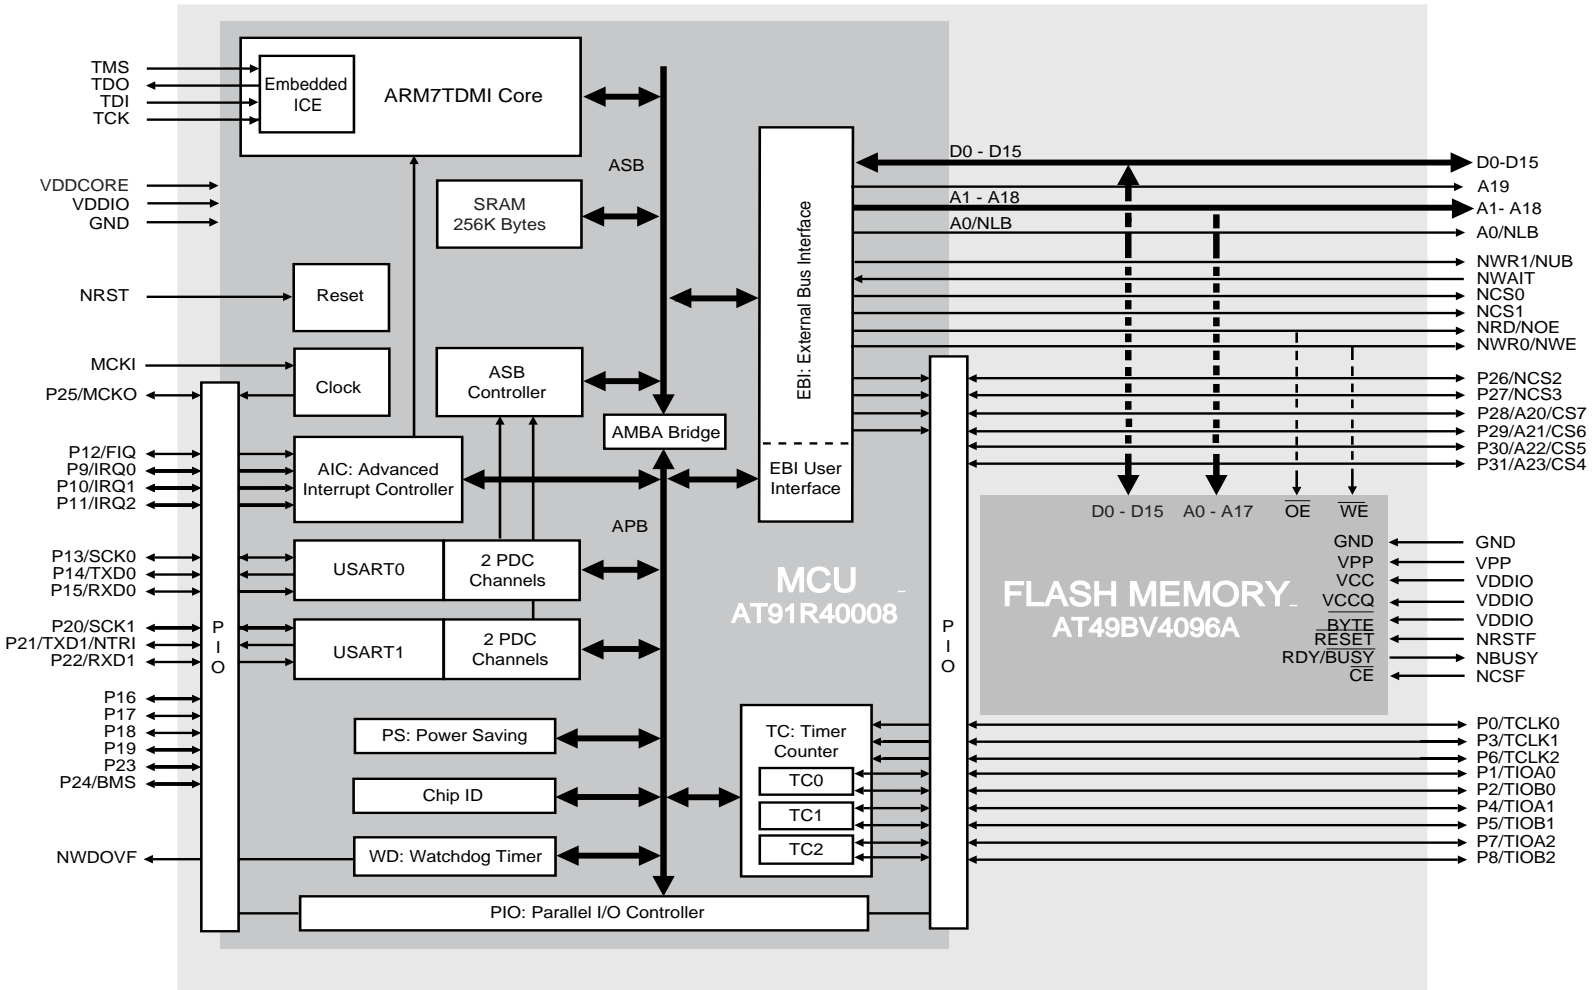 TMS
TDO
TDI
TCK
Embedded
ICE
ARM7TDMI Core
ASB
VDDCORE
VDDIO
GND
SRAM
256K Bytes
NRST
Reset
MCKI
P25/MCKO
Clock
ASB
Controller
AMBA Bridge
EBI: External Bus Interface
EBI User
Interface
D0 - D15
A1 - A18
A0/NLB
D0-D15
A19
A1- A18
A0/NLB
NWR1/NUB
NWAIT
NCS0
NCS1
NRD/NOE
NWR0/NWE
P26/NCS2
P27/NCS3
P28/A20/CS7
P29/A21/CS6
P30/A22/CS5
P31/A23/CS4
P12/FIQ
P9/IRQ0
P10/IRQ1
P11/IRQ2
AIC: Advanced
Interrupt Controller
APB
P13/SCK0
P14/TXD0
P15/RXD0
USART0
2 PDC
Channels
P20/SCK1
P21/TXD1/NTRI
P22/RXD1
USART1
2 PDC
Channels
P
I
O
MCU
AT91R40008
P
I
O
D0 - D15
A0 - A17
OE
WE
FLASH MEMORY
AT49BV4096A
GND
VPP
VCC
VCCQ
BYTE
RESET
RDY/BUSY
CE
GND
VPP
VDDIO
VDDIO
VDDIO
NRSTF
NBUSY
NCSF
P16
P17
P18
P19
P23
P24/BMS
PS: Power Saving
Chip ID
NWDOVF
WD: Watchdog Timer
TC: Timer
Counter
TC0
TC1
TC2
P0/TCLK0
P3/TCLK1
P6/TCLK2
P1/TIOA0
P2/TIOB0
P4/TIOA1
P5/TIOB1
P7/TIOA2
P8/TIOB2
PIO: Parallel I/O Controller